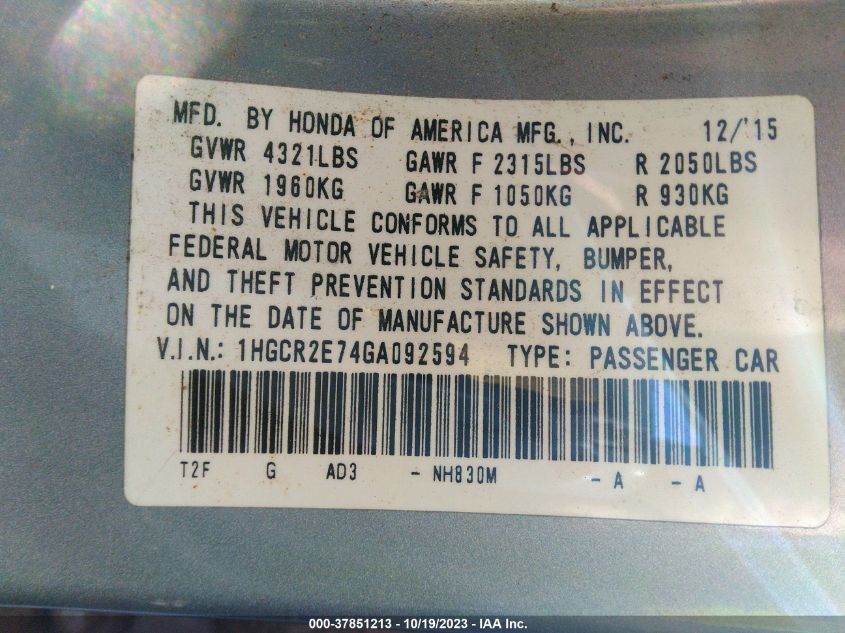 MFD. BY HONDA OF AMERICA MFG., INC. 12/'15
GVWR 4321LBS GAWR F 2315LBS R 2050LBS
GVWR 1960KG GAWR F 1050KG R 930KG
THIS VEHICLE CONFORMS TO ALL APPLICABLE
FEDERAL MOTOR VEHICLE SAFETY, BUMPER,
AND THEFT PREVENTION STANDARDS IN EFFECT
ON THE DATE OF MANUFACTURE SHOWN ABOVE.
V.I.N.: 1HGCR2E74GA092594 TYPE: PASSENGER CAR
T2F G AD3 - NH830M - A - A
000-37851213 - 10/19/2023 - IAA Inc.